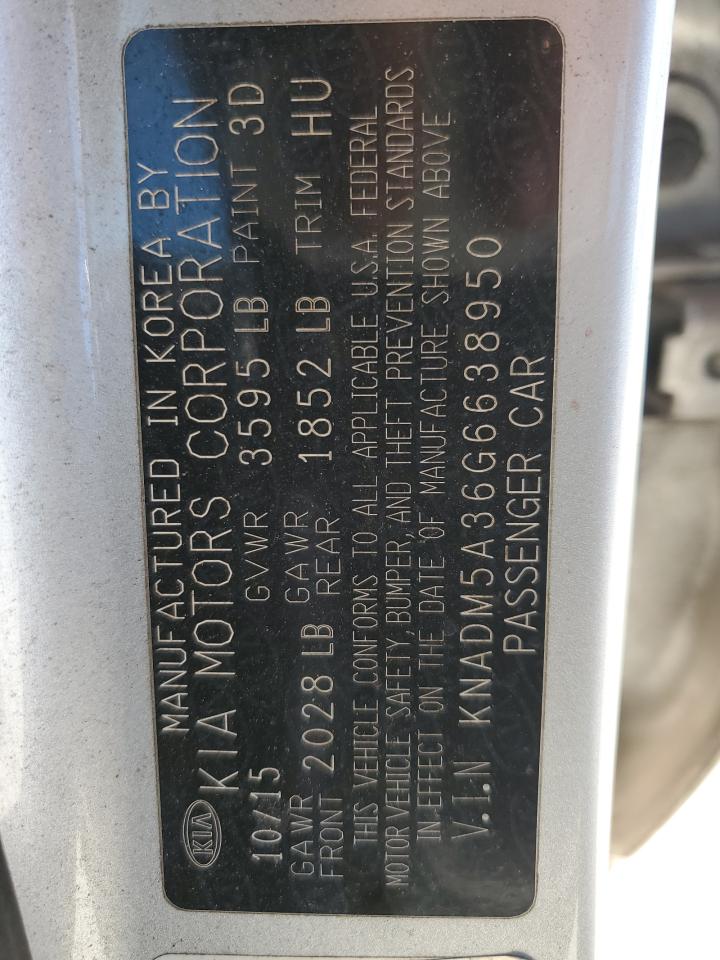 MANUFACTURED IN KOREA BY
KIA KIA MOTORS CORPORATION
10/15 GVWR 3595 LB PAINT 3D
GAWR FRONT 2028 LB GAWR REAR 1852 LB TRIM HU
THIS VEHICLE CONFORMS TO ALL APPLICABLE U.S.A. FEDERAL
MOTOR VEHICLE SAFETY, BUMPER, AND THEFT PREVENTION STANDARDS
IN EFFECT ON THE DATE OF MANUFACTURE SHOWN ABOVE
V.I.N KNADM5A36G6638950
PASSENGER CAR